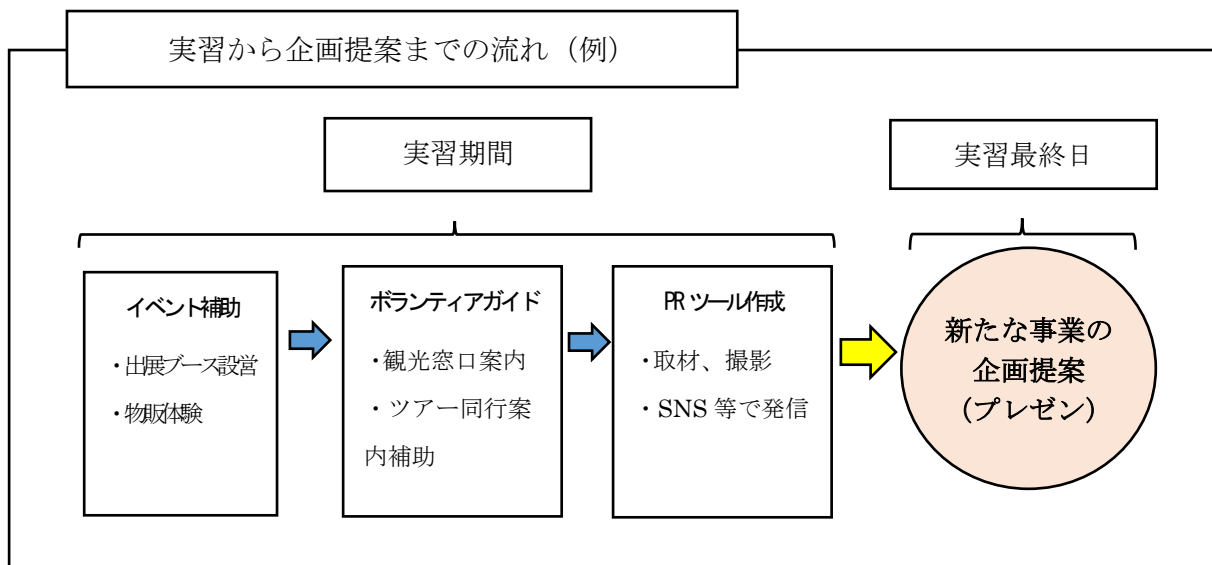 実習から企画提案までの流れ（例）
実習期間
実習最終日
イベント補助
・出展ブース設営
・物販体験
ボランティアガイド
・観光窓口案内
・ツアー同行案
内補助
PRツール作成
・取材、撮影
・SNS 等で発信
新たな事業の
企画提案
（プレゼン）